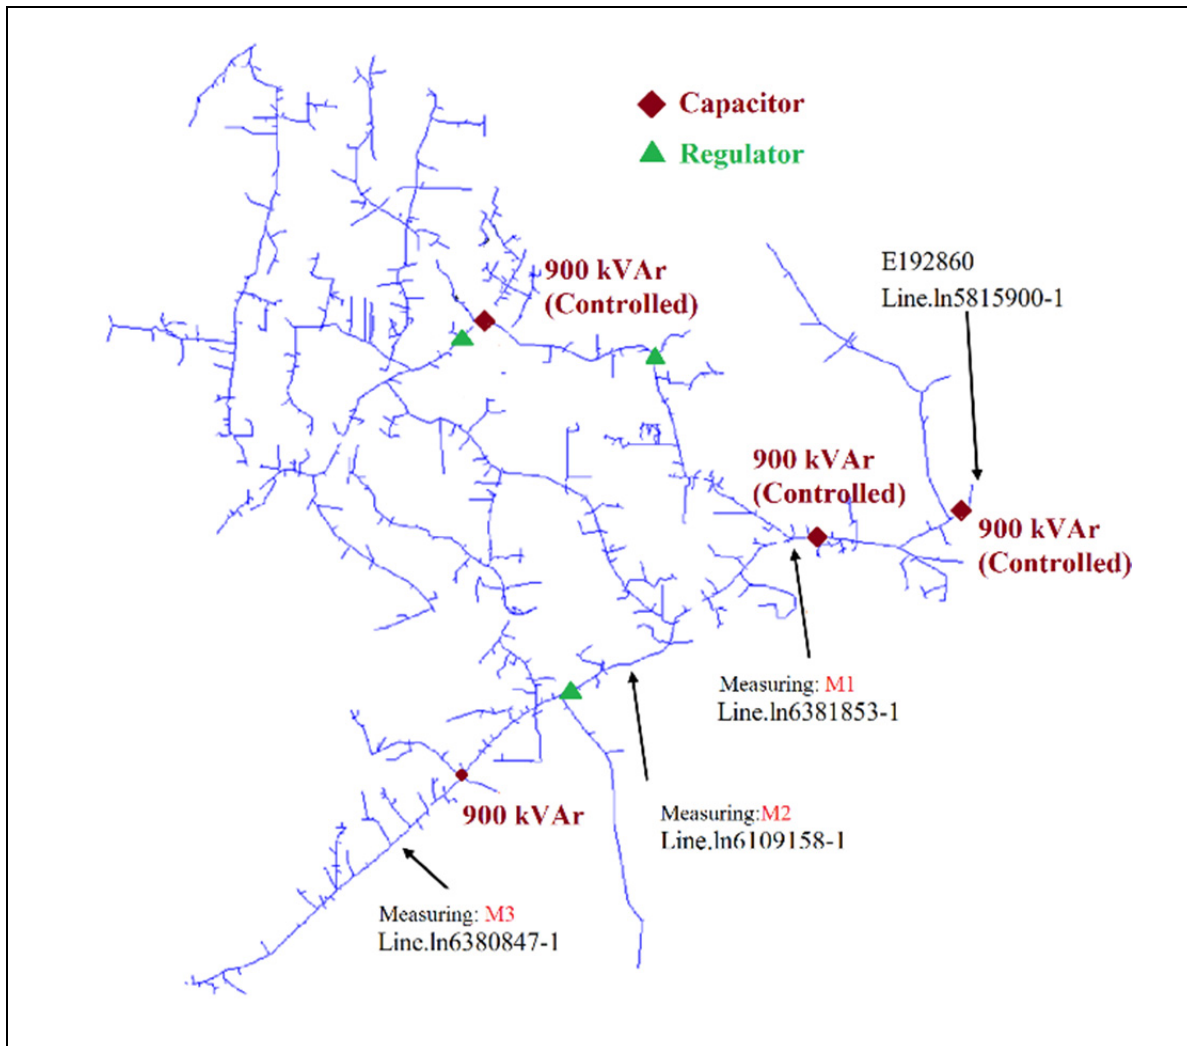 Capacitor
Regulator
900 kVAr
(Controlled)
E192860
Line.ln5815900-1
900 kVAr
(Controlled)
900 kVAr
(Controlled)
Measuring: M1
Line.ln6381853-1
900 kVAr
Measuring:M2
Line.ln6109158-1
Measuring: M3
Line.ln6380847-1